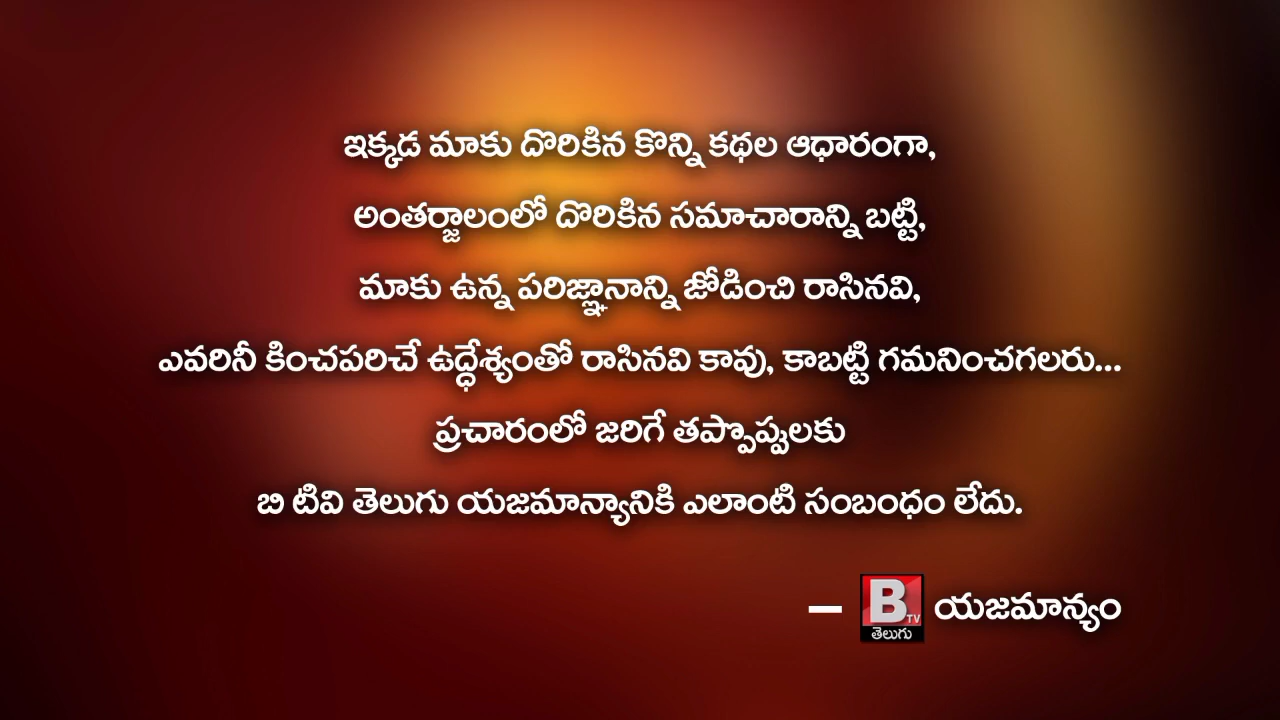 ఇక్కడ మాకు దొరికిన కొన్ని కథల ఆధారంగా,
అంతర్జాలంలో దొరికిన సమాచారాన్ని బట్టి,
మాకు ఉన్న పరిజ్ఞానాన్ని జోడించి రాసినవి,
ఎవరినీ కించపరిచే ఉద్ధేశ్యంతో రాసినవి కావు, కాబట్టి గమనించగలరు...
ప్రచారంలో జరిగే తప్పొప్పులకు
బి టివి తెలుగు యజమాన్యానికి ఎలాంటి సంబంధం లేదు.
– B TV తెలుగు యజమాన్యం